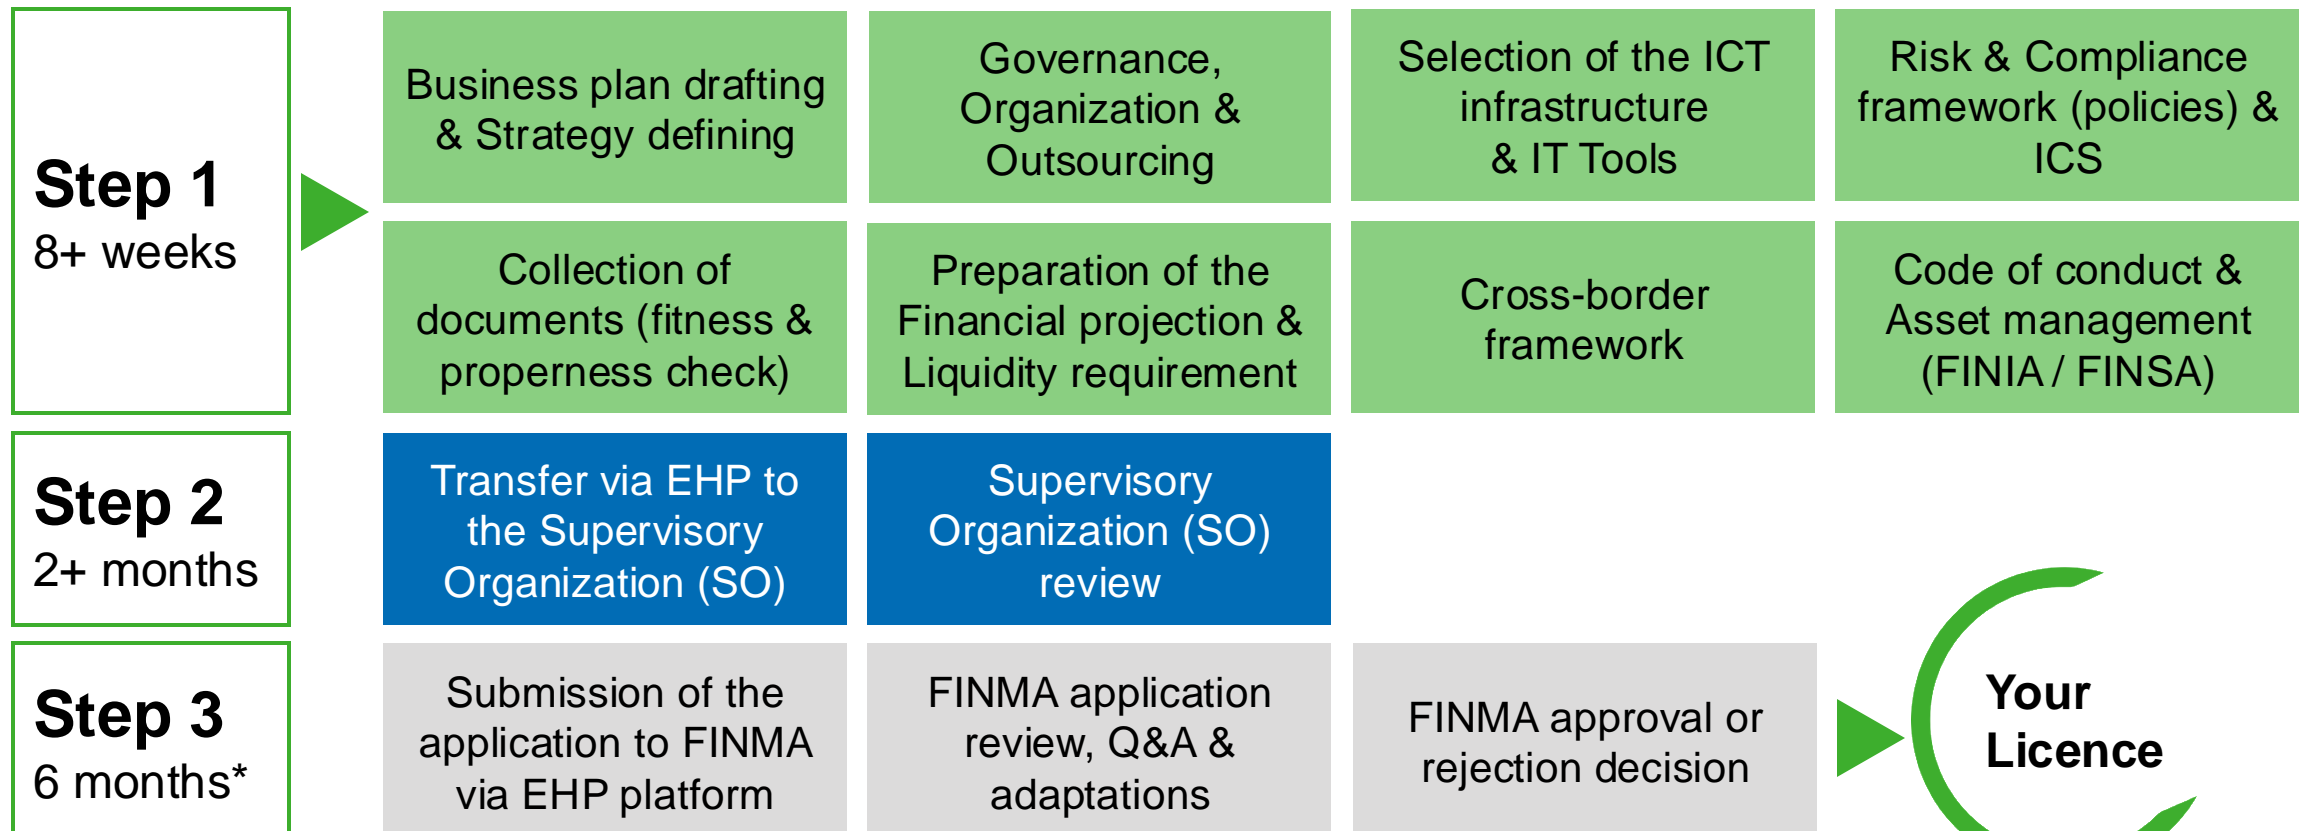 Step 1
8+ weeks
Business plan drafting
& Strategy defining
Governance,
Organization &
Outsourcing
Selection of the ICT
infrastructure
& IT Tools
Risk & Compliance
framework (policies) &
ICS
Collection of
documents (fitness &
properness check)
Preparation of the
Financial projection &
Liquidity requirement
Cross-border
framework
Code of conduct &
Asset management
(FINIA / FINSA)
Step 2
2+ months
Transfer via EHP to
the Supervisory
Organization (SO)
Supervisory
Organization (SO)
review
Step 3
6 months*
Submission of the
application to FINMA
via EHP platform
FINMA application
review, Q&A &
adaptations
FINMA approval or
rejection decision
Your
Licence